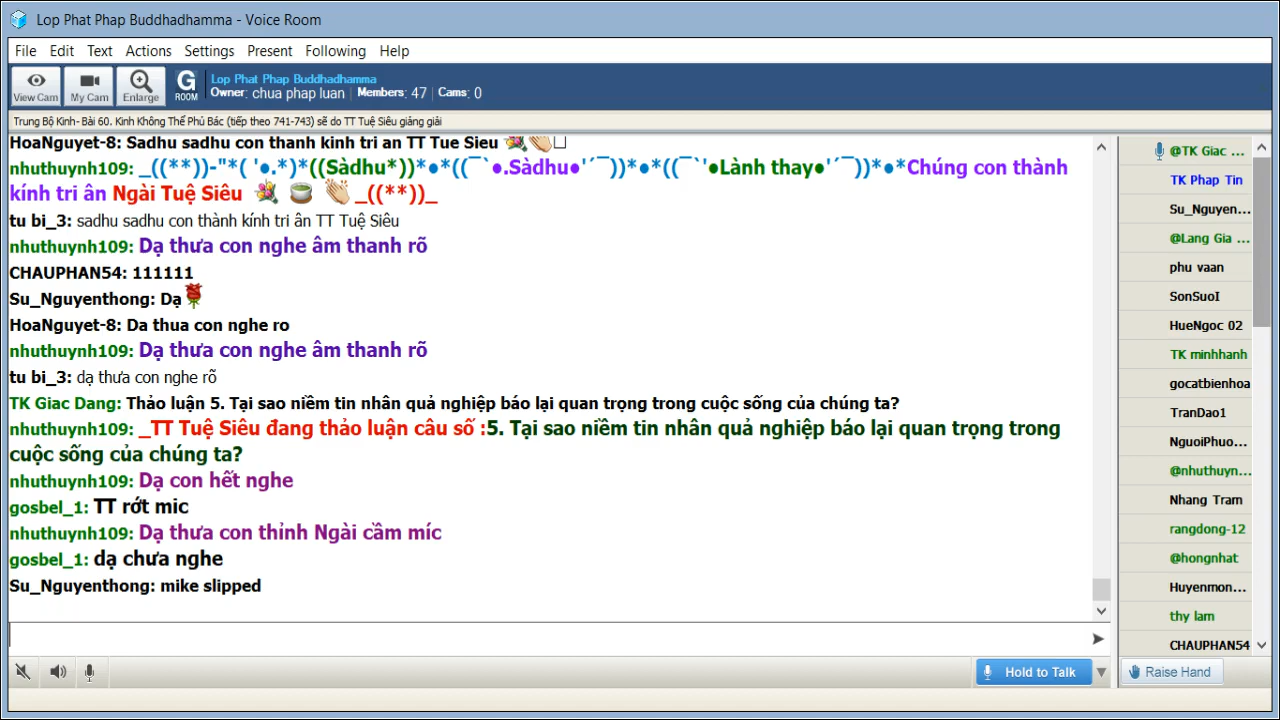 Lop Phat Phap Buddhadhamma - Voice Room
File Edit Text Actions Settings Present Following Help
View Cam My Cam Enlarge G ROOM Lop Phat Phap Buddhadhamma
Owner: chua phap luan Members: 47 Cams: 0
Trung Bộ Kinh- Bài 60. Kinh Không Thể Phủ Bác (tiếp theo 741-743) sẽ do TT Tuệ Siêu giảng giải
HoaNguyet-8: Sadhu sadhu con thanh kinh tri an TT Tue Sieu
nhuthuynh109: _((**))-"*( '●.*)*((Sàdhu*))*●*((¯`●.Sàdhu●'´¯))*●*((¯`'●Lành thay●'´¯))*●*Chúng con thành
kính tri ân Ngài Tuệ Siêu _((**))_
tu bi_3: sadhu sadhu con thành kính tri ân TT Tuệ Siêu
nhuthuynh109: Dạ thưa con nghe âm thanh rõ
CHAUPHAN54: 111111
Su_Nguyenthong: Dạ
HoaNguyet-8: Da thua con nghe ro
nhuthuynh109: Dạ thưa con nghe âm thanh rõ
tu bi_3: dạ thưa con nghe rõ
TK Giac Dang: Thảo luận 5. Tại sao niềm tin nhân quả nghiệp báo lại quan trọng trong cuộc sống của chúng ta?
nhuthuynh109: _TT Tuệ Siêu đang thảo luận câu số :5. Tại sao niềm tin nhân quả nghiệp báo lại quan trọng trong
cuộc sống của chúng ta?
nhuthuynh109: Dạ con hết nghe
gosbel_1: TT rớt mic
nhuthuynh109: Dạ thưa con thỉnh Ngài cầm míc
gosbel_1: dạ chưa nghe
Su_Nguyenthong: mike slipped
@TK Giac ...
TK Phap Tin
Su_Nguyen...
@Lang Gia ...
phu vaan
SonSuoI
HueNgoc 02
TK minhhanh
gocatbienhoa
TranDao1
NguoiPhuo...
@nhuthuyn...
Nhang Tram
rangdong-12
@hongnhat
Huyenmon...
thy lam
CHAUPHAN54
Hold to Talk
Raise Hand